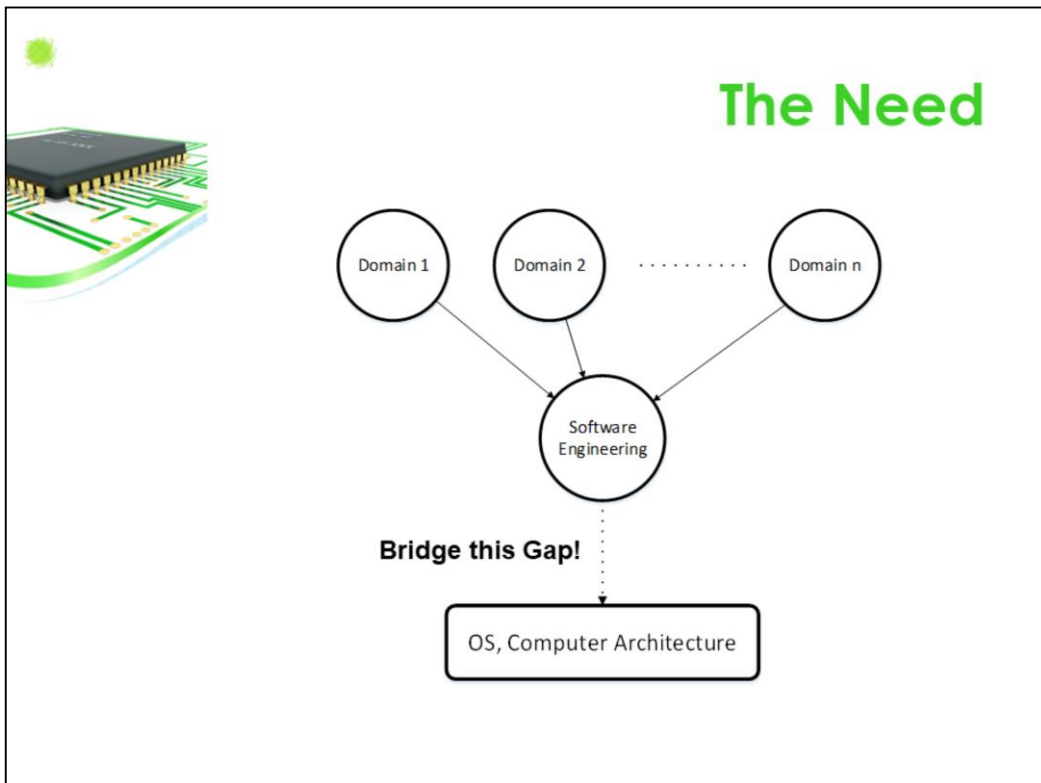 The Need
Domain 1
Domain 2
Domain n
Software
Engineering
Bridge this Gap!
OS, Computer Architecture